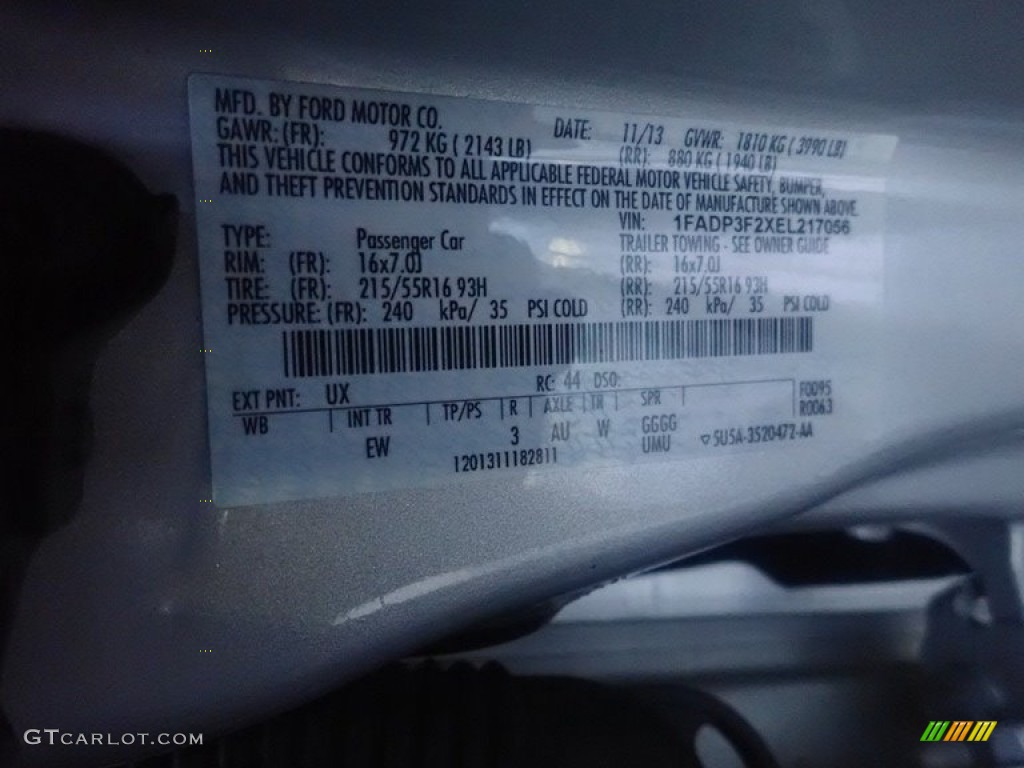 MFD. BY FORD MOTOR CO.
DATE: 11/13 GVWR: 1810 KG ( 3990 LB)
GAWR: (FR): 972 KG ( 2143 LB) (RR): 880 KG ( 1940 LB)
THIS VEHICLE CONFORMS TO ALL APPLICABLE FEDERAL MOTOR VEHICLE SAFETY, BUMPER,
AND THEFT PREVENTION STANDARDS IN EFFECT ON THE DATE OF MANUFACTURE SHOWN ABOVE.
VIN: 1FADP3F2XEL217056
TYPE: Passenger Car TRAILER TOWING - SEE OWNER GUIDE
RIM: (FR): 16x7.0J (RR): 16x7.0J
TIRE: (FR): 215/55R16 93H (RR): 215/55R16 93H
PRESSURE: (FR): 240 kPa/ 35 PSI COLD (RR): 240 kPa/ 35 PSI COLD
EXT PNT: UX RC: 44 DSO: F0095
WB INT TR TP/PS R AXLE TR SPR R0063
EW 3 AU W GGGG
UMU ▽5U5A-3520472-AA
1201311182811
GTCARLOT.COM